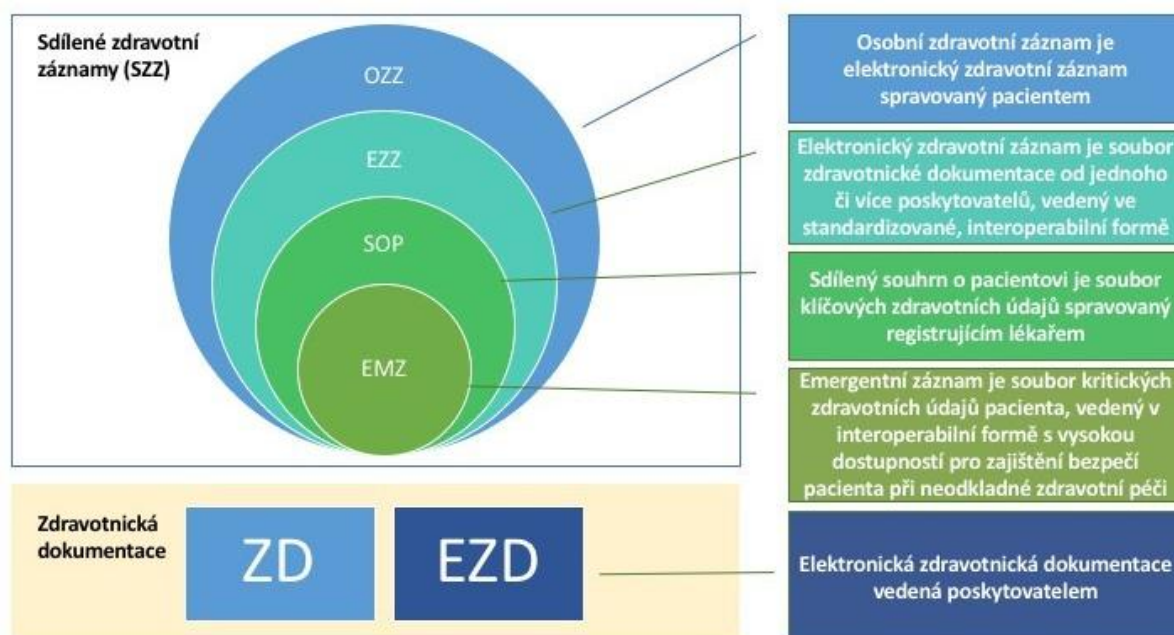 Sdílené zdravotní
záznamy (SZZ)
OZZ
EZZ
SOP
EMZ
Osobní zdravotní záznam je
elektronický zdravotní záznam
spravovaný pacientem
Elektronický zdravotní záznam je soubor
zdravotnické dokumentace od jednoho
či více poskytovatelů, vedený ve
standardizované, interoperabilní formě
Sdílený souhrn o pacientovi je soubor
klíčových zdravotních údajů spravovaný
registrujícím lékařem
Emergentní záznam je soubor kritických
zdravotních údajů pacienta, vedený v
interoperabilní formě s vysokou
dostupností pro zajištění bezpečí
pacienta při neodkladné zdravotní péči
Zdravotnická
dokumentace
ZD
EZD
Elektronická zdravotnická dokumentace
vedená poskytovatelem